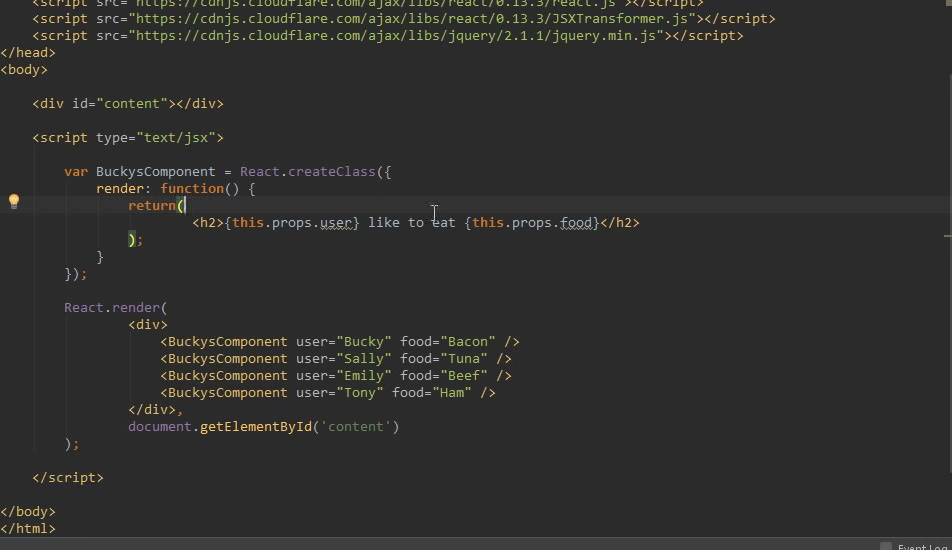 <script src="https://cdnjs.cloudflare.com/ajax/libs/react/0.13.3/react.js"></script>
<script src="https://cdnjs.cloudflare.com/ajax/libs/react/0.13.3/JSXTransformer.js"></script>
<script src="https://cdnjs.cloudflare.com/ajax/libs/jquery/2.1.1/jquery.min.js"></script>
</head>
<body>
<div id="content"></div>
<script type="text/jsx">
var BuckysComponent = React.createClass({
render: function() {
return(
<h2>{this.props.user} like to eat {this.props.food}</h2>
);
}
});
React.render(
<div>
<BuckysComponent user="Bucky" food="Bacon" />
<BuckysComponent user="Sally" food="Tuna" />
<BuckysComponent user="Emily" food="Beef" />
<BuckysComponent user="Tony" food="Ham" />
</div>,
document.getElementById('content')
);
</script>
</body>
</html>
Event Log